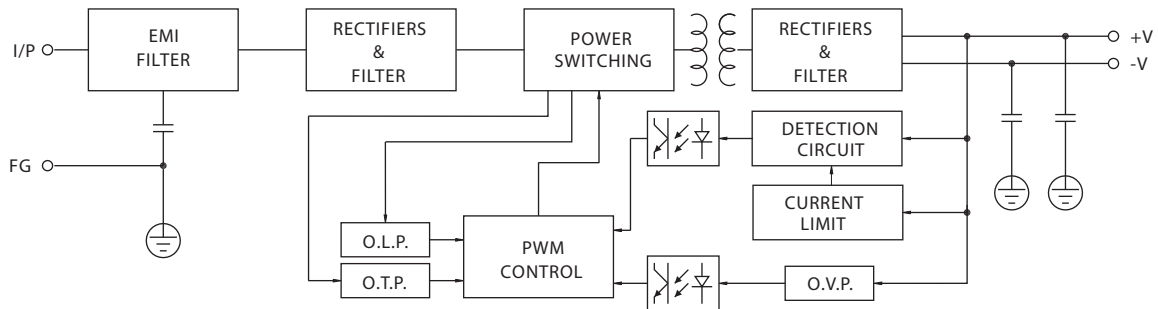 I/P
EMI
FILTER
RECTIFIERS
&
FILTER
POWER
SWITCHING
RECTIFIERS
&
FILTER
+V
-V
FG
DETECTION
CIRCUIT
CURRENT
LIMIT
O.L.P.
O.T.P.
PWM
CONTROL
O.V.P.